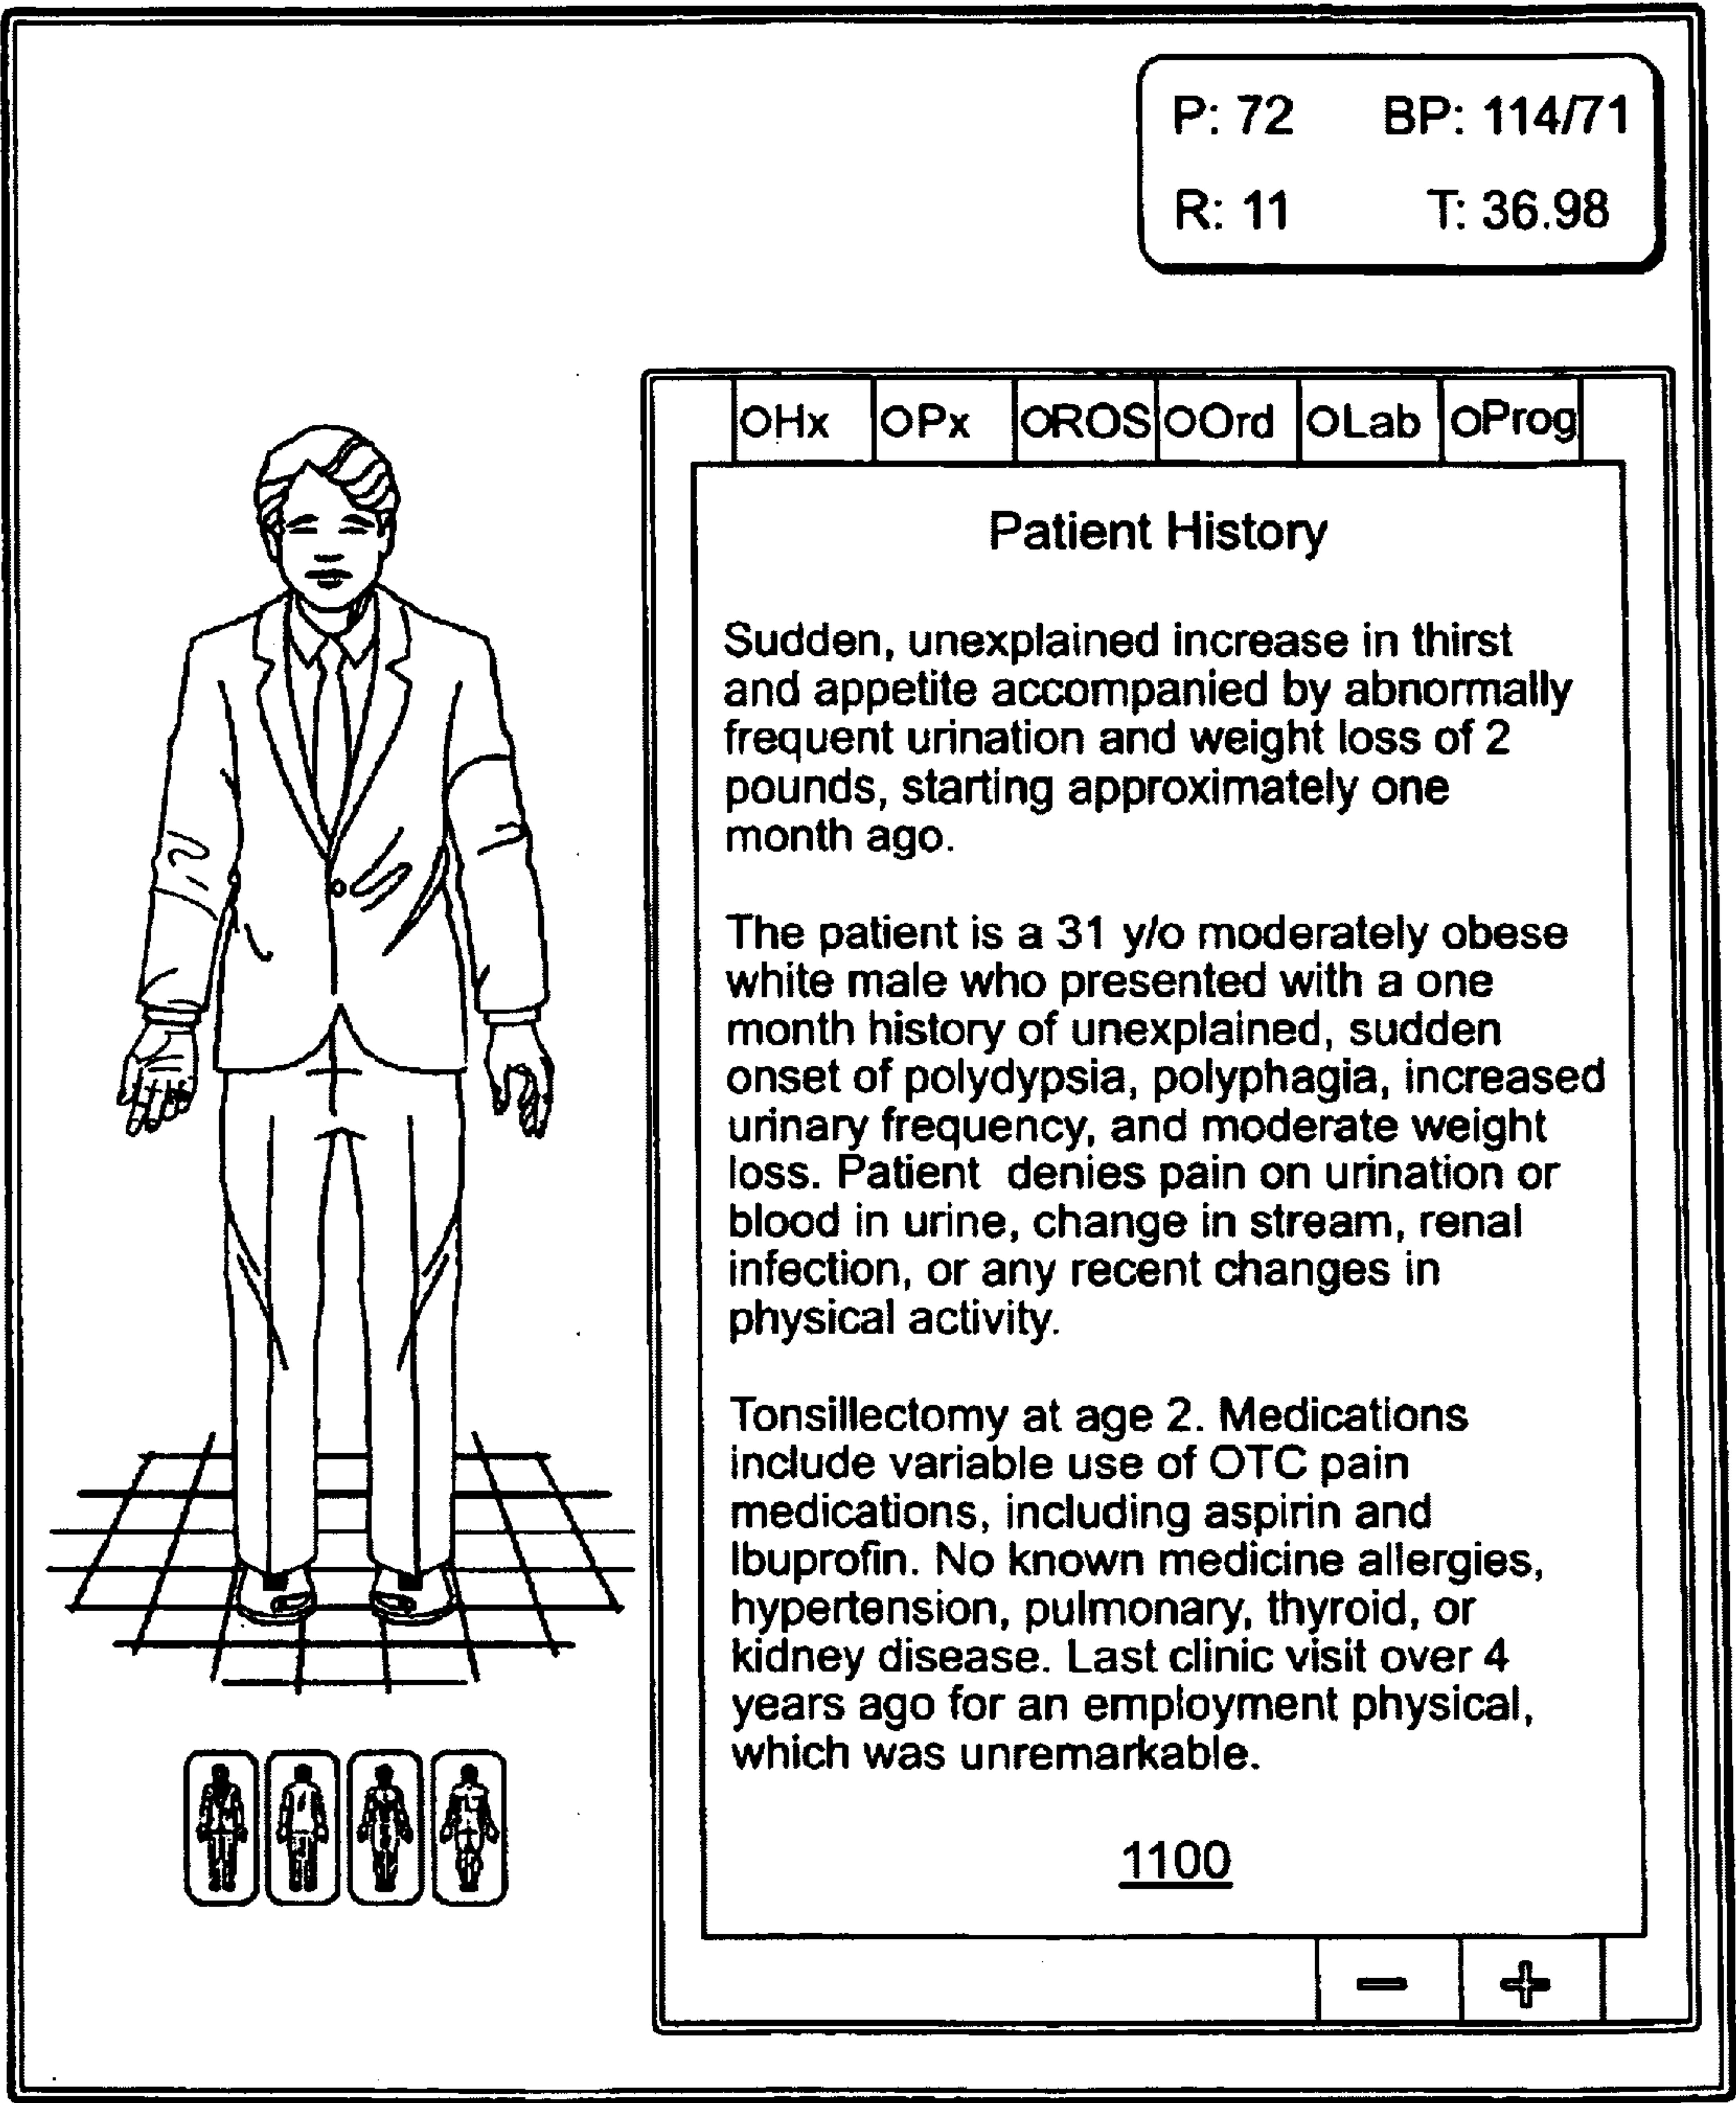 P: 72 BP: 114/71
R: 11 T: 36.98
Hx Px ROS Ord Lab Prog
Patient History
Sudden, unexplained increase in thirst
and appetite accompanied by abnormally
frequent urination and weight loss of 2
pounds, starting approximately one
month ago.
The patient is a 31 y/o moderately obese
white male who presented with a one
month history of unexplained, sudden
onset of polydypsia, polyphagia, increased
urinary frequency, and moderate weight
loss. Patient denies pain on urination or
blood in urine, change in stream, renal
infection, or any recent changes in
physical activity.
Tonsillectomy at age 2. Medications
include variable use of OTC pain
medications, including aspirin and
Ibuprofin. No known medicine allergies,
hypertension, pulmonary, thyroid, or
kidney disease. Last clinic visit over 4
years ago for an employment physical,
which was unremarkable.
1100
− +